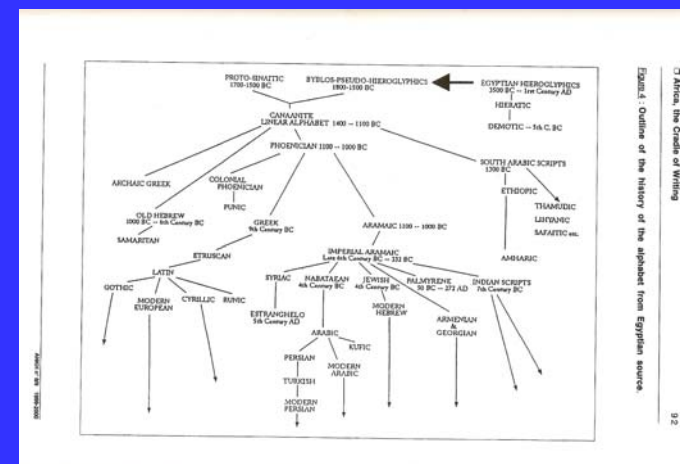 ❑ Africa, the Cradle of Writing
92
Figure 4 : Outline of the history of the alphabet from Egyptian source.
PROTO-SINAITIC
1700-1500 BC
BYBLOS-PSEUDO-HIEROGLYPHICS
1800-1500 BC
EGYPTIAN HIEROGLYPHICS
3500 BC -- 1st Century AD
HIERATIC
DEMOTIC -- 5th C. BC
CANAANITE
LINEAR ALPHABET 1400 -- 1100 BC
PHOENICIAN 1100 -- 1000 BC
SOUTH ARABIC SCRIPTS
1300 BC
ARCHAIC GREEK
COLONIAL
PHOENICIAN
PUNIC
ETHIOPIC
THAMUDIC
LIHYANIC
SAFAITIC etc.
OLD HEBREW
1000 BC -- 6th Century BC
SAMARITAN
GREEK
9th Century BC
ARAMAIC 1100 -- 1000 BC
AMHARIC
ETRUSCAN
IMPERIAL ARAMAIC
Late 6th Century BC -- 332 BC
LATIN
GOTHIC
MODERN
EUROPEAN
CYRILLIC
RUNIC
SYRIAC
ESTRANGHELO
5th Century AD
NABATAEAN
4th Century BC
JEWISH
4th Century BC
MODERN
HEBREW
PALMYRENE
50 BC -- 272 AD
INDIAN SCRIPTS
7th Century BC
ARMENIAN
&
GEORGIAN
ARABIC
KUFIC
PERSIAN
MODERN
ARABIC
TURKISH
MODERN
PERSIAN
1999-2000